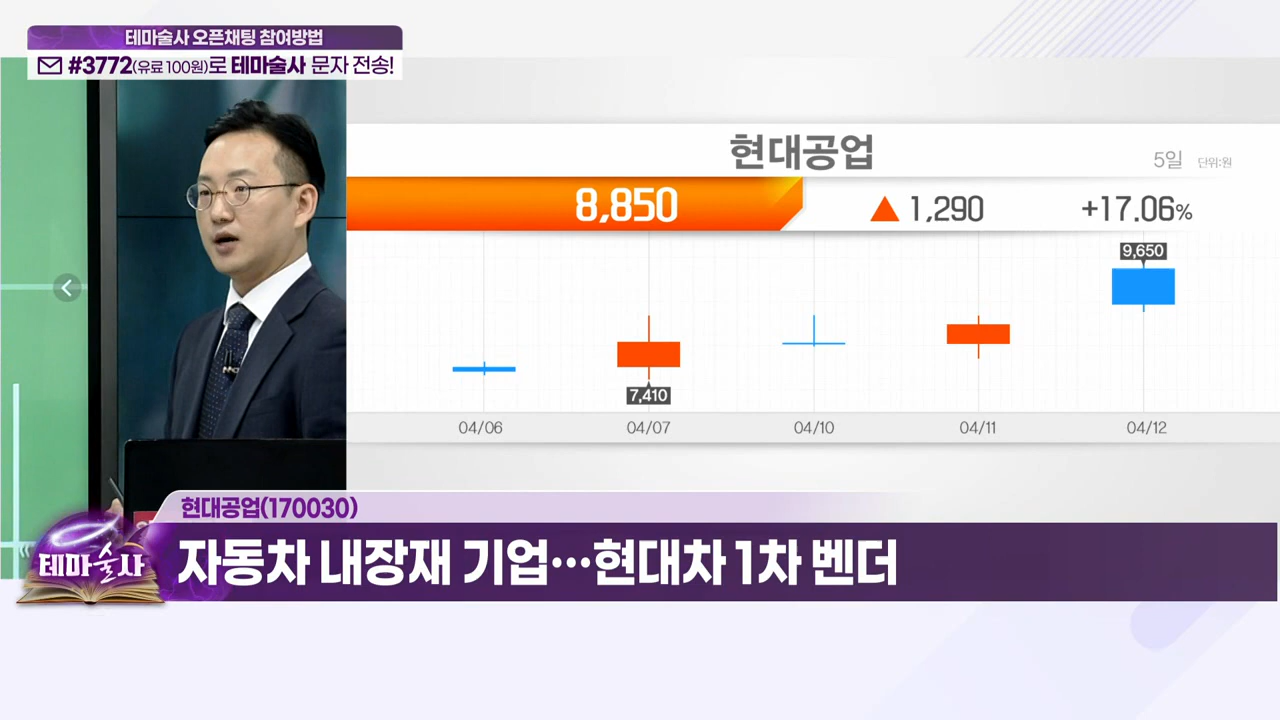 테마술사 오픈채팅 참여방법
#3772(유료 100원)로 테마술사 문자 전송!
현대공업
5일 단위:원
8,850 ▲ 1,290 +17.06%
9,650
7,410
04/06 04/07 04/10 04/11 04/12
현대공업(170030)
테마술사
자동차 내장재 기업…현대차 1차 벤더